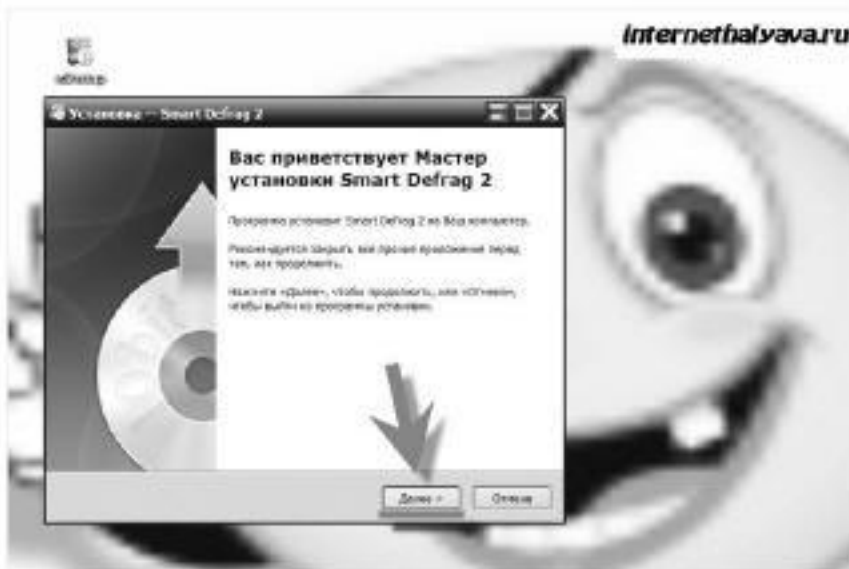 internethalyava.ru
Установка — Smart Defrag 2
Вас приветствует Мастер
установки Smart Defrag 2
Программа установит Smart Defrag 2 на Ваш компьютер.
Рекомендуется закрыть все прочие приложения перед
тем, как продолжить.
Нажмите «Далее», чтобы продолжить, или «Отмена»,
чтобы выйти из программы установки.
Далее >
Отмена